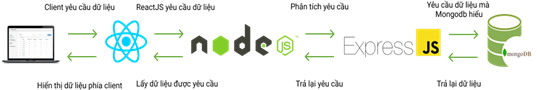 Client yêu cầu dữ liệu
ReactJS yêu cầu dữ liệu
Phân tích yêu cầu
Yêu cầu dữ liệu mà
Mongodb hiểu
node
JS
Express
JS
mongoDB
Hiển thị dữ liệu phía client
Lấy dữ liệu được yêu cầu
Trả lại yêu cầu
Trả lại dữ liệu